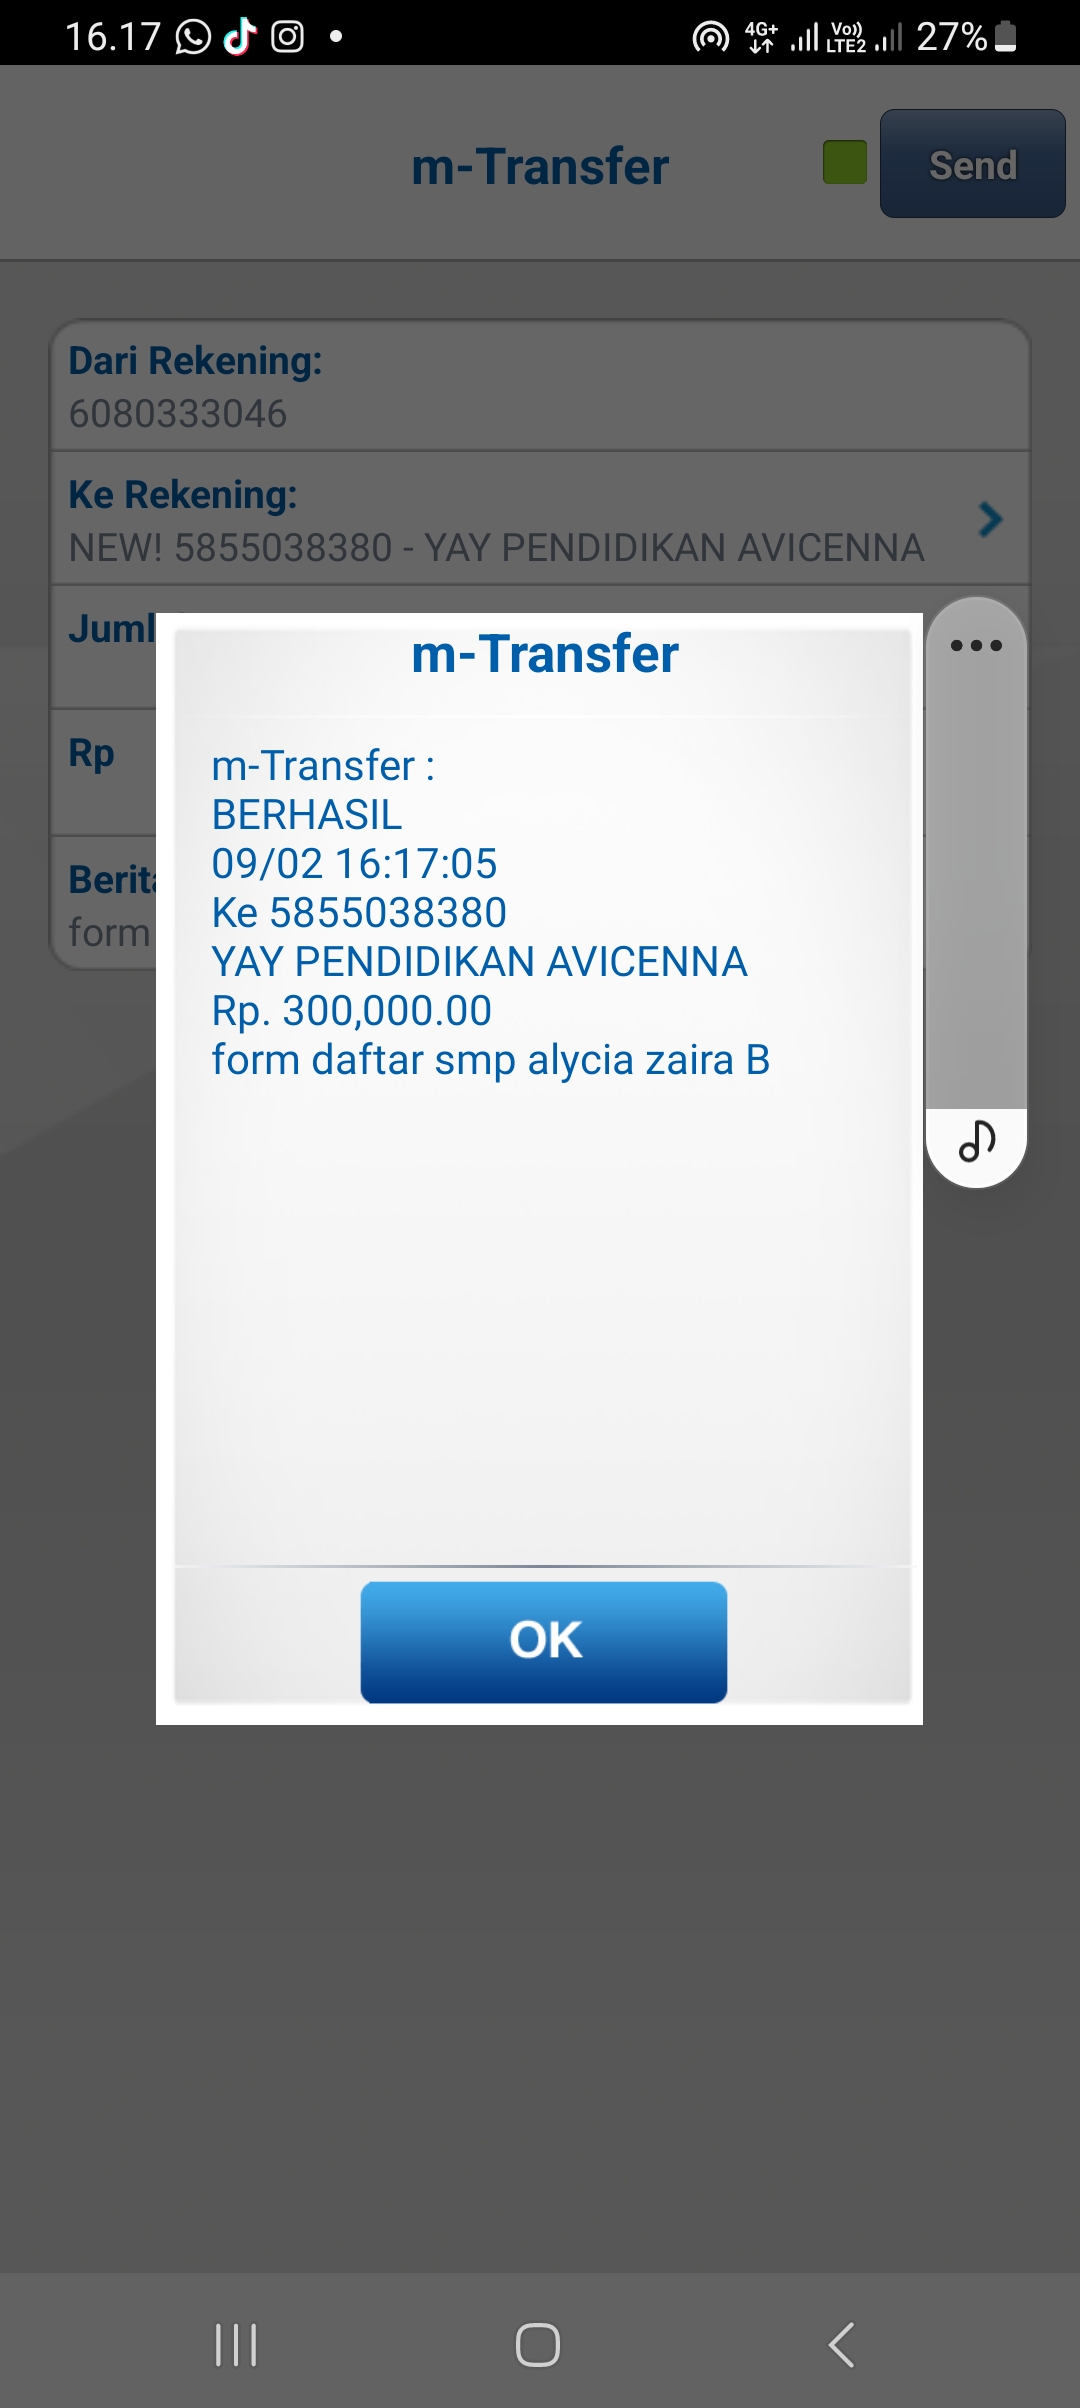 16.17
4G+
Vo))
LTE2
27%
m-Transfer
Send
Dari Rekening:
6080333046
Ke Rekening:
NEW! 5855038380 - YAY PENDIDIKAN AVICENNA
Juml
Rp
Berita
form
m-Transfer
m-Transfer :
BERHASIL
09/02 16:17:05
Ke 5855038380
YAY PENDIDIKAN AVICENNA
Rp. 300,000.00
form daftar smp alycia zaira B
OK